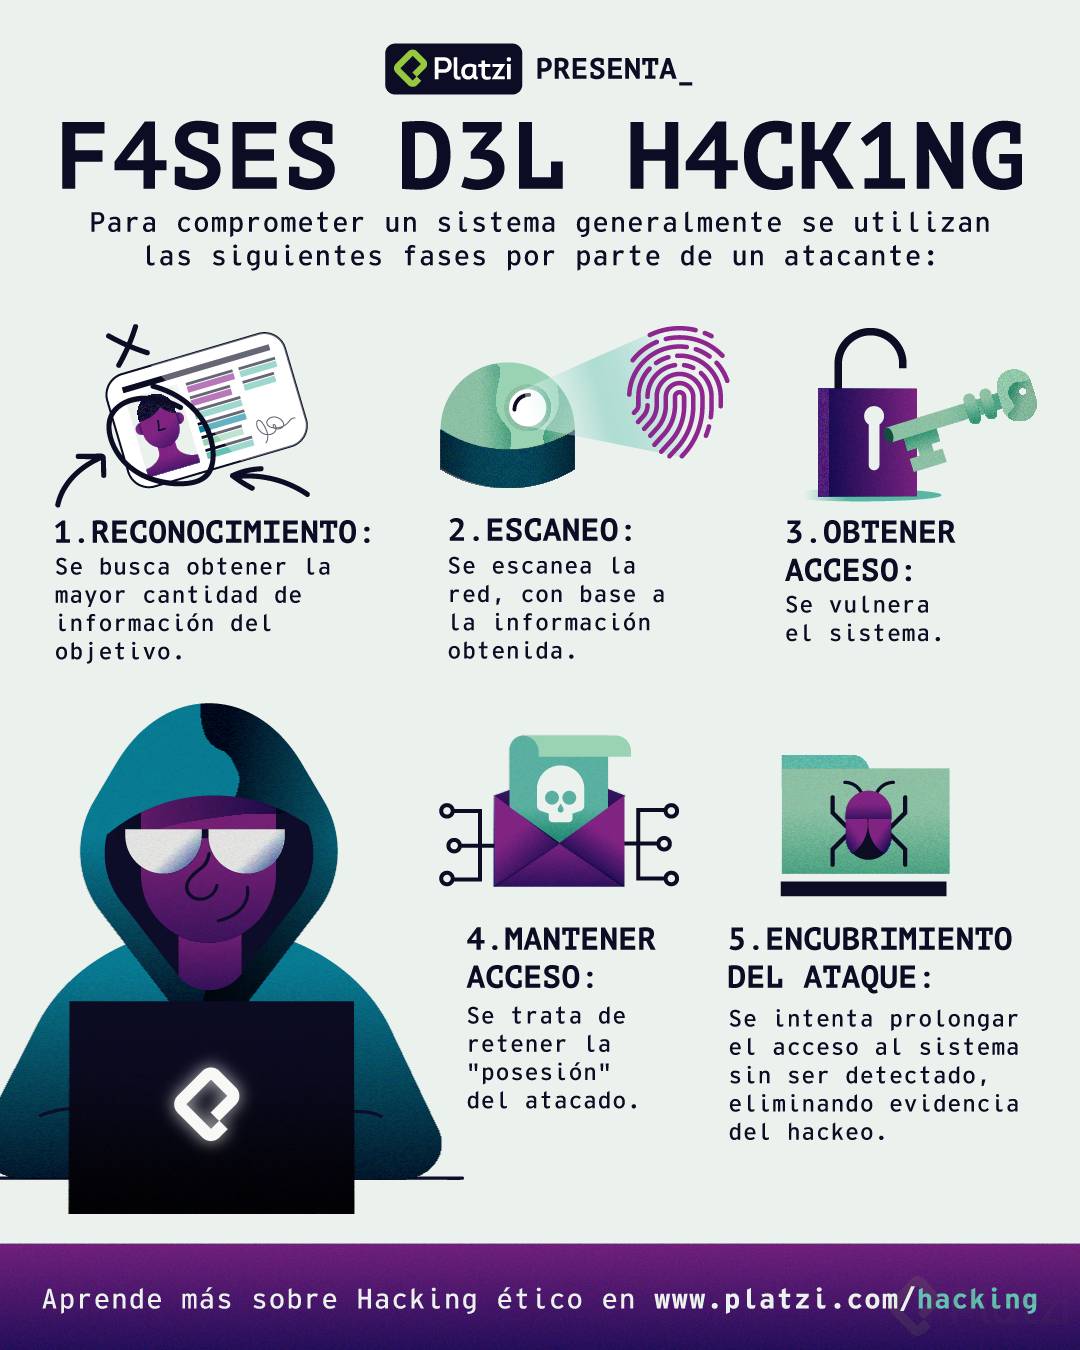 Platzi PRESENTA_
F4SES D3L H4CK1NG
Para comprometer un sistema generalmente se utilizan
las siguientes fases por parte de un atacante:
1.RECONOCIMIENTO:
Se busca obtener la
mayor cantidad de
información del
objetivo.
2.ESCANEO:
Se escanea la
red, con base a
la información
obtenida.
3.OBTENER
ACCESO:
Se vulnera
el sistema.
4.MANTENER
ACCESO:
Se trata de
retener la
"posesión"
del atacado.
5.ENCUBRIMIENTO
DEL ATAQUE:
Se intenta prolongar
el acceso al sistema
sin ser detectado,
eliminando evidencia
del hackeo.
Aprende más sobre Hacking ético en www.platzi.com/hacking